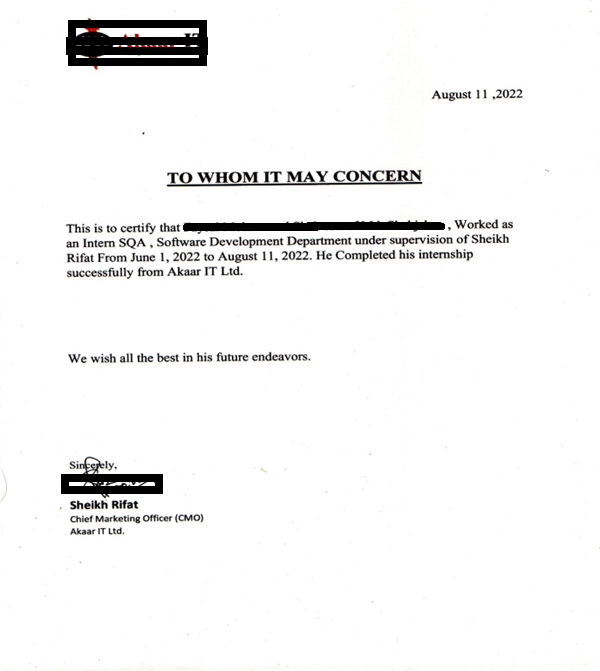 August 11 ,2022
TO WHOM IT MAY CONCERN
This is to certify that , Worked as
an Intern SQA , Software Development Department under supervision of Sheikh
Rifat From June 1, 2022 to August 11, 2022. He Completed his internship
successfully from Akaar IT Ltd.
We wish all the best in his future endeavors.
Sincerely,
Sheikh Rifat
Chief Marketing Officer (CMO)
Akaar IT Ltd.